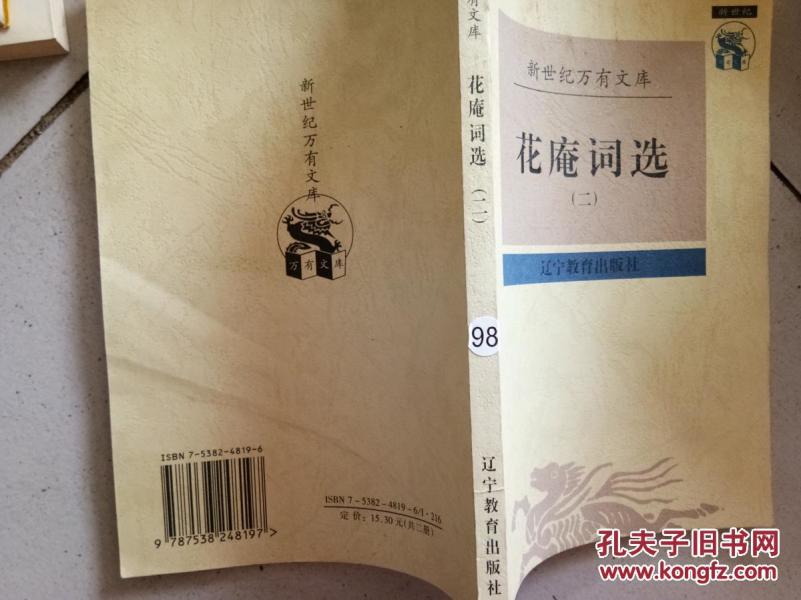 新世纪万有文库
万有文库
ISBN 7-5382-4819-6
9 787538 248197>
ISBN 7-5382-4819-6/I·216
定价：15.30元(共二册)
有文库
花庵词选
(二)
98
辽宁教育出版社
新世纪
新世纪万有文库
花庵词选
(二)
辽宁教育出版社
孔夫子旧书网
www.kongfz.com